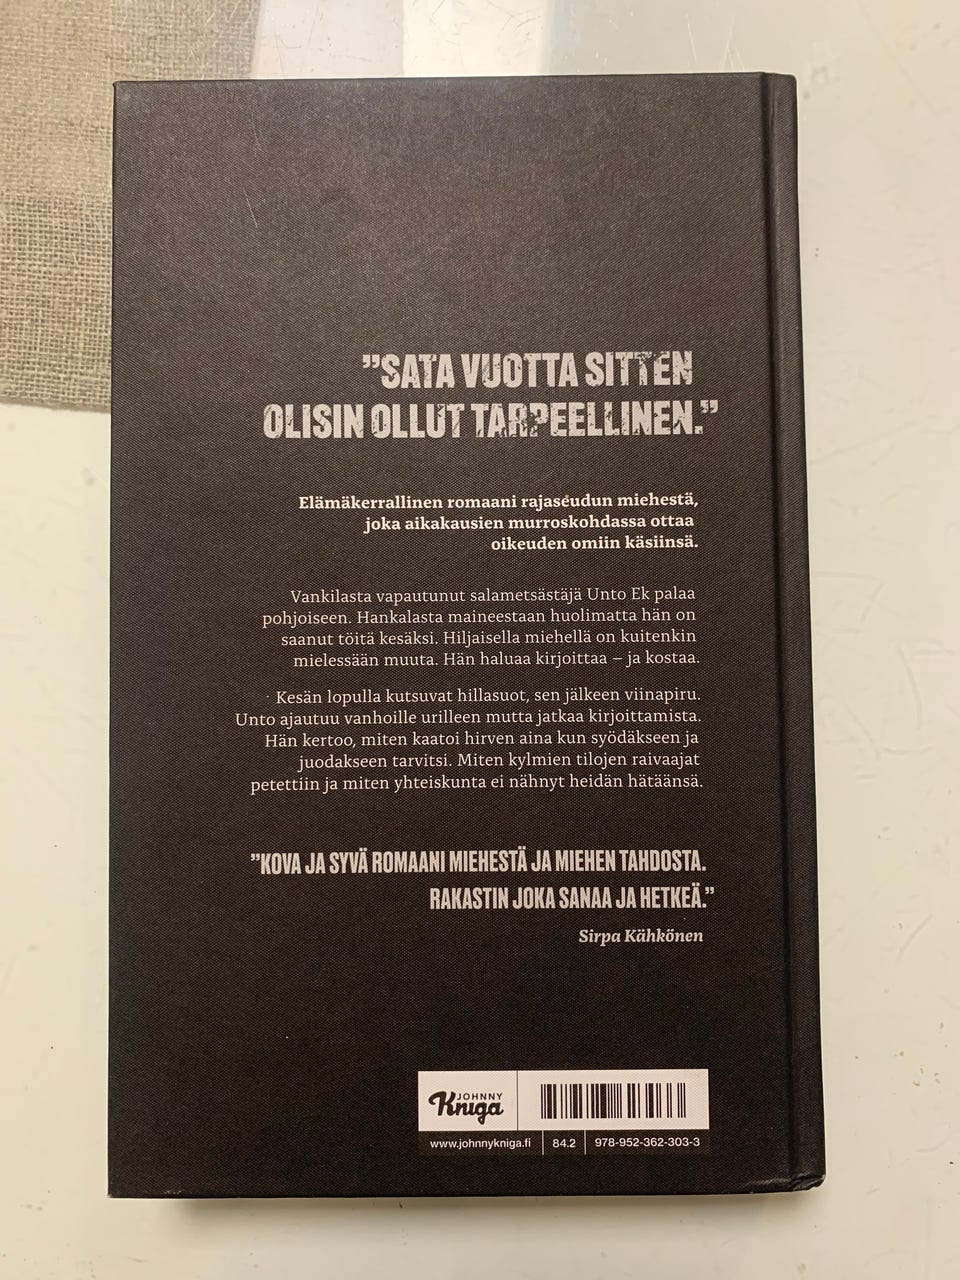 ”SATA VUOTTA SITTEN
OLISIN OLLUT TARPEELLINEN.”
Elämäkerrallinen romaani rajaseudun miehestä,
joka aikakausien murroskohdassa ottaa
oikeuden omiin käsiinsä.
Vankilasta vapautunut salametsästäjä Unto Ek palaa
pohjoiseen. Hankalasta maineestaan huolimatta hän on
saanut töitä kesäksi. Hiljaisella miehellä on kuitenkin
mielessään muuta. Hän haluaa kirjoittaa – ja kostaa.
Kesän lopulla kutsuvat hillasuot, sen jälkeen viinapiru.
Unto ajautuu vanhoille urilleen mutta jatkaa kirjoittamista.
Hän kertoo, miten kaatoi hirven aina kun syödäkseen ja
juodakseen tarvitsi. Miten kylmien tilojen raivaajat
petettiin ja miten yhteiskunta ei nähnyt heidän hätäänsä.
”KOVA JA SYVÄ ROMAANI MIEHESTÄ JA MIEHEN TAHDOSTA.
RAKASTIN JOKA SANAA JA HETKEÄ.”
Sirpa Kähkönen
JOHNNY
Kniga
www.johnnykniga.fi 84.2 978-952-362-303-3